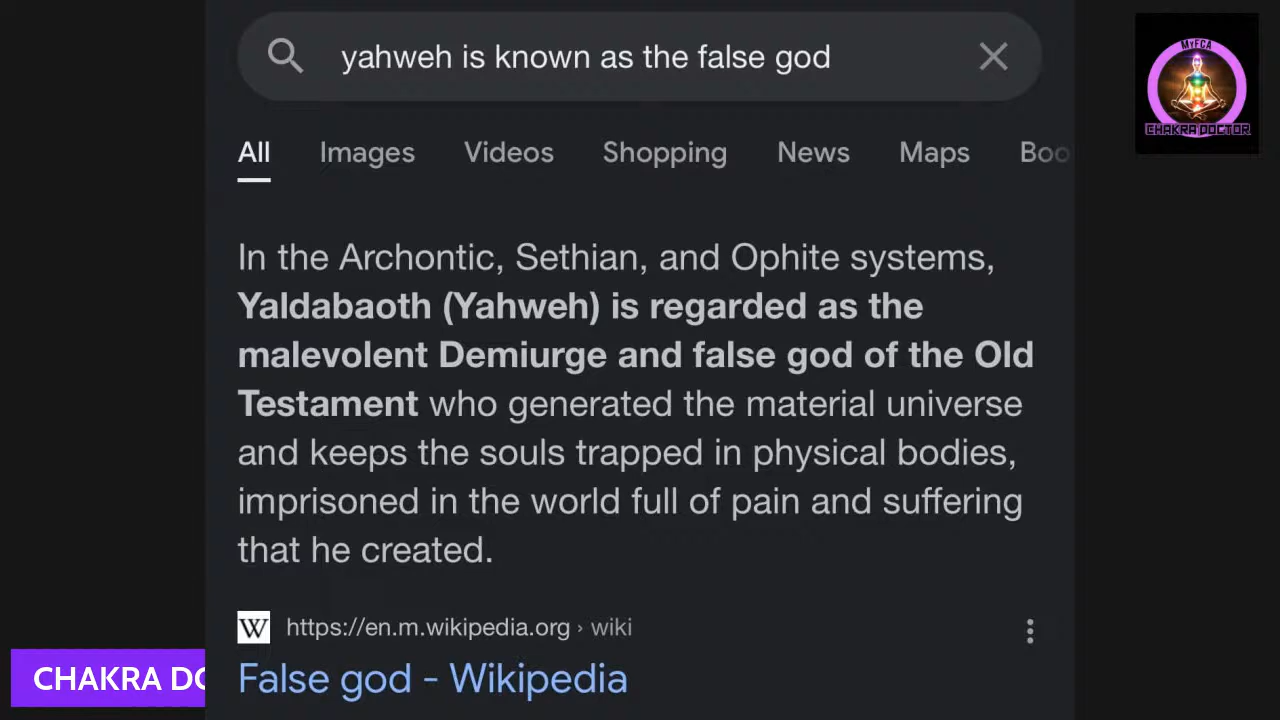 yahweh is known as the false god
All Images Videos Shopping News Maps Boo
In the Archontic, Sethian, and Ophite systems,
Yaldabaoth (Yahweh) is regarded as the
malevolent Demiurge and false god of the Old
Testament who generated the material universe
and keeps the souls trapped in physical bodies,
imprisoned in the world full of pain and suffering
that he created.
W https://en.m.wikipedia.org › wiki
False god - Wikipedia
MYFCA
CHAKRA DOCTOR
CHAKRA DO